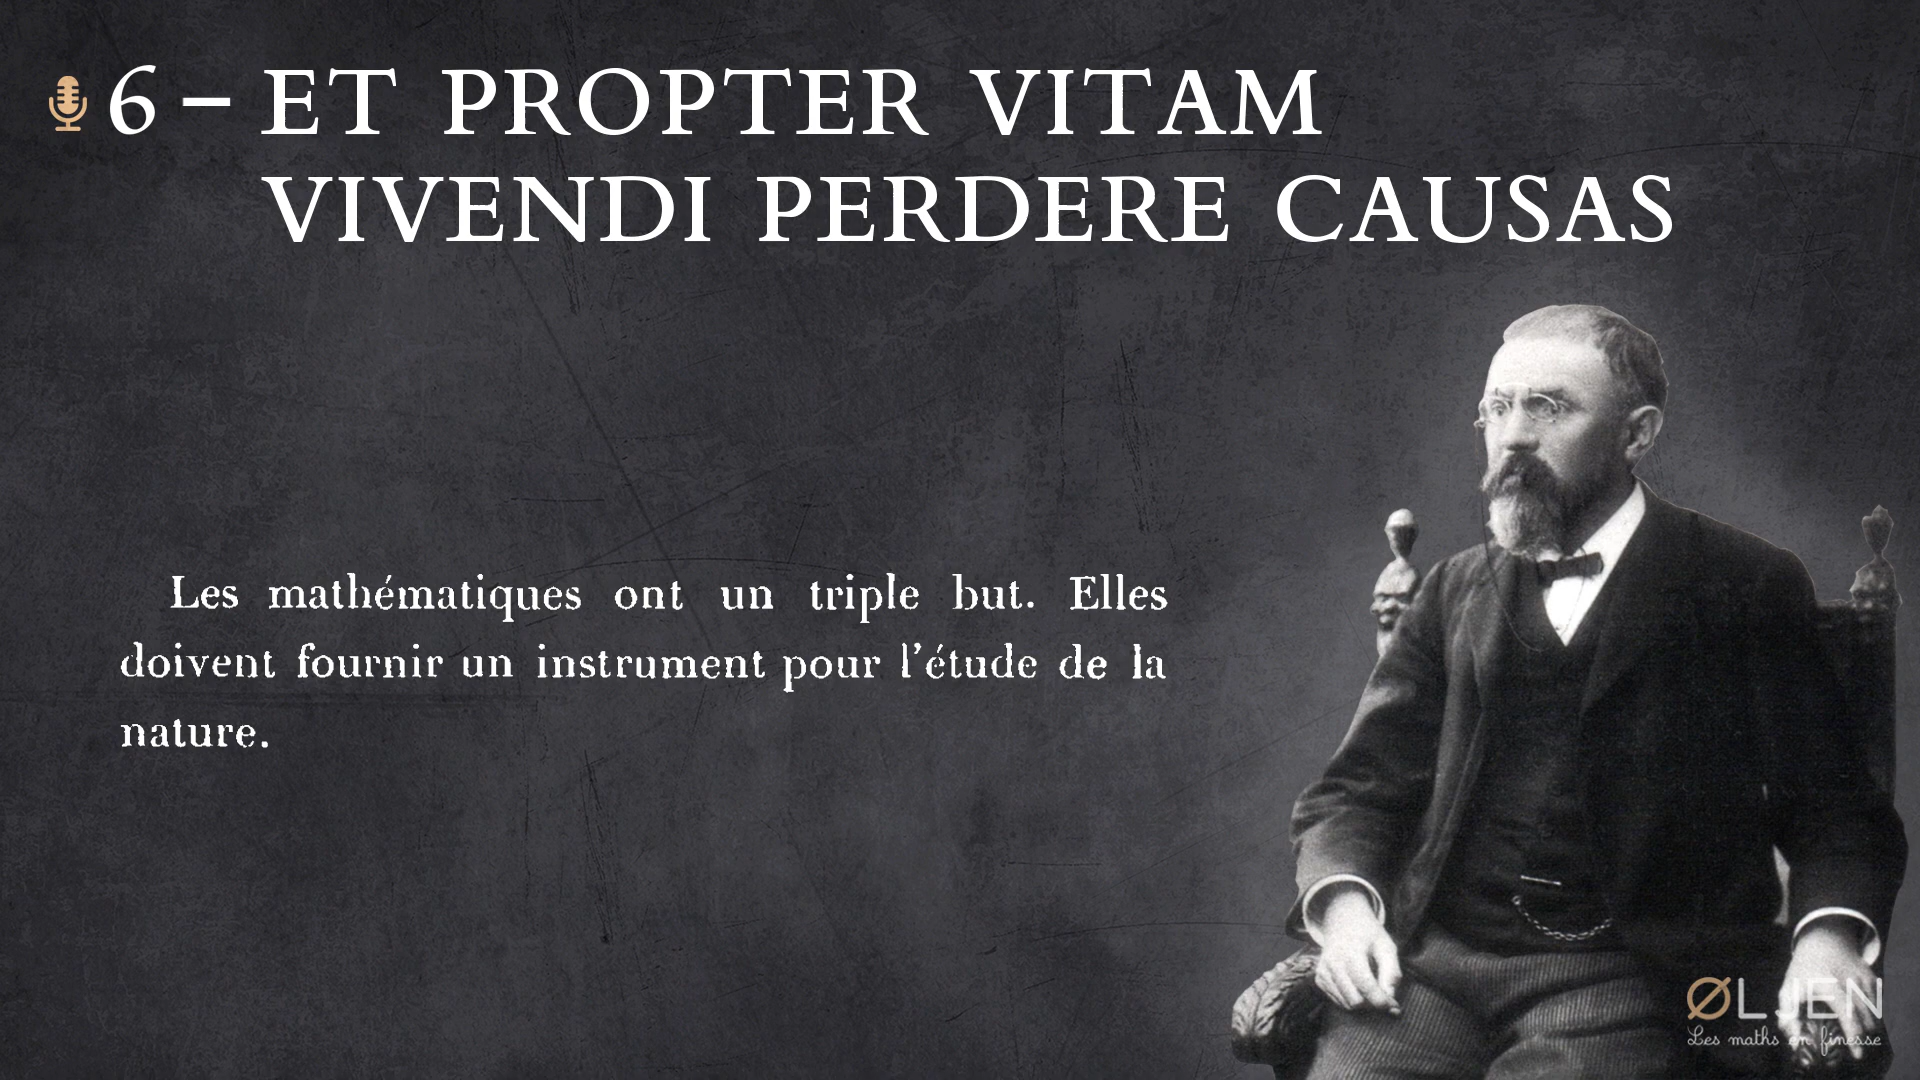 6 – ET PROPTER VITAM
VIVENDI PERDERE CAUSAS
Les mathématiques ont un triple but. Elles
doivent fournir un instrument pour l'étude de la
nature.
ØLJEN
Les maths en finesse